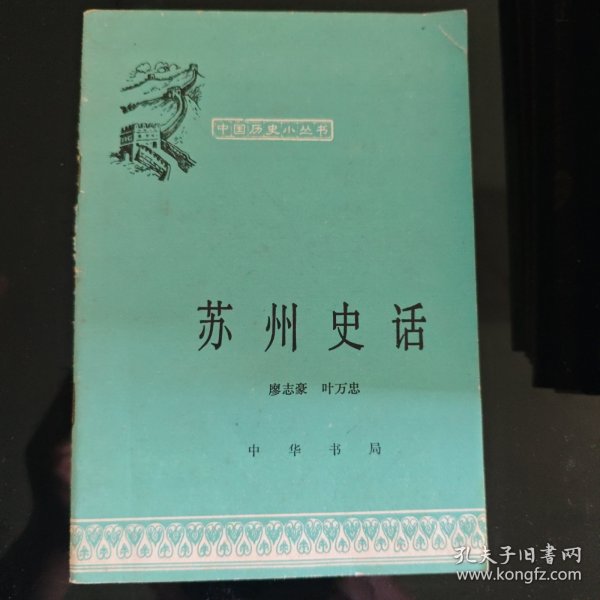 中国历史小丛书
苏州史话
廖志豪 叶万忠
中华书局
孔夫子旧书网
www.kongfz.com